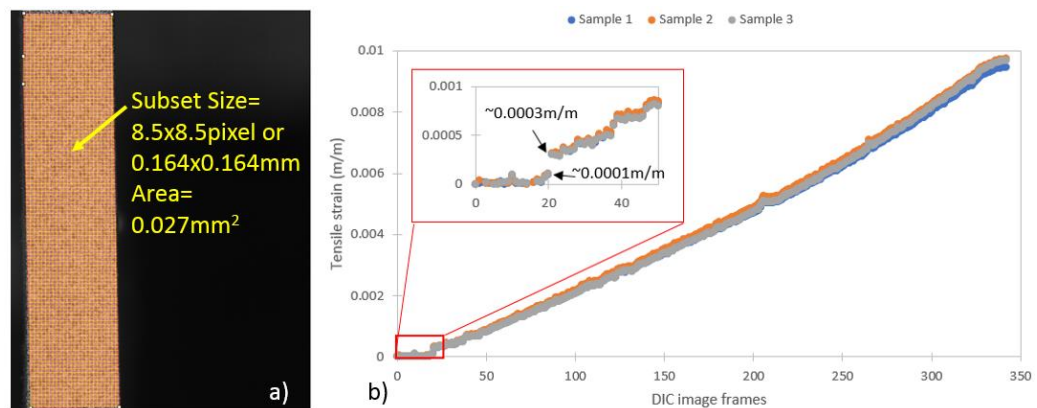 Subset Size=
8.5x8.5pixel or
0.164x0.164mm
Area=
0.027mm²
a)
Sample 1 Sample 2 Sample 3
0.01
0.008
0.006
0.004
0.002
0
Tensile strain (m/m)
0.001
0.0005
0
~0.0003m/m
~0.0001m/m
0 20 40
0 50 100 150 200 250 300 350
b)
DIC image frames